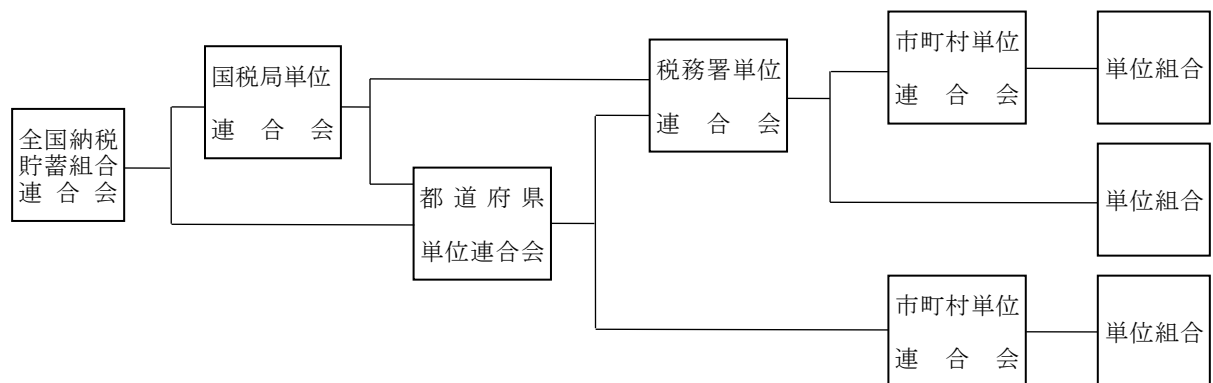 全国納税
貯蓄組合
連合会
国税局単位
連合会
都道府県
単位連合会
税務署単位
連合会
市町村単位
連合会
単位組合
単位組合
市町村単位
連合会
単位組合